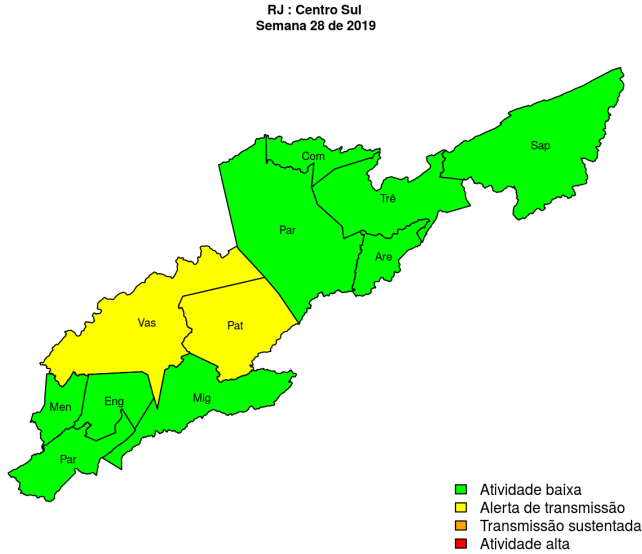 RJ : Centro Sul
Semana 28 de 2019
Sap
Com
Trê
Par
Are
Vas
Pat
Mig
Eng
Men
Par
Atividade baixa
Alerta de transmissão
Transmissão sustentada
Atividade alta